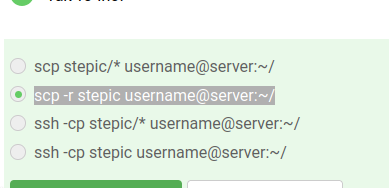 scp stepic/* username@server:~/
scp -r stepic username@server:~/
ssh -cp stepic/* username@server:~/
ssh -cp stepic username@server:~/